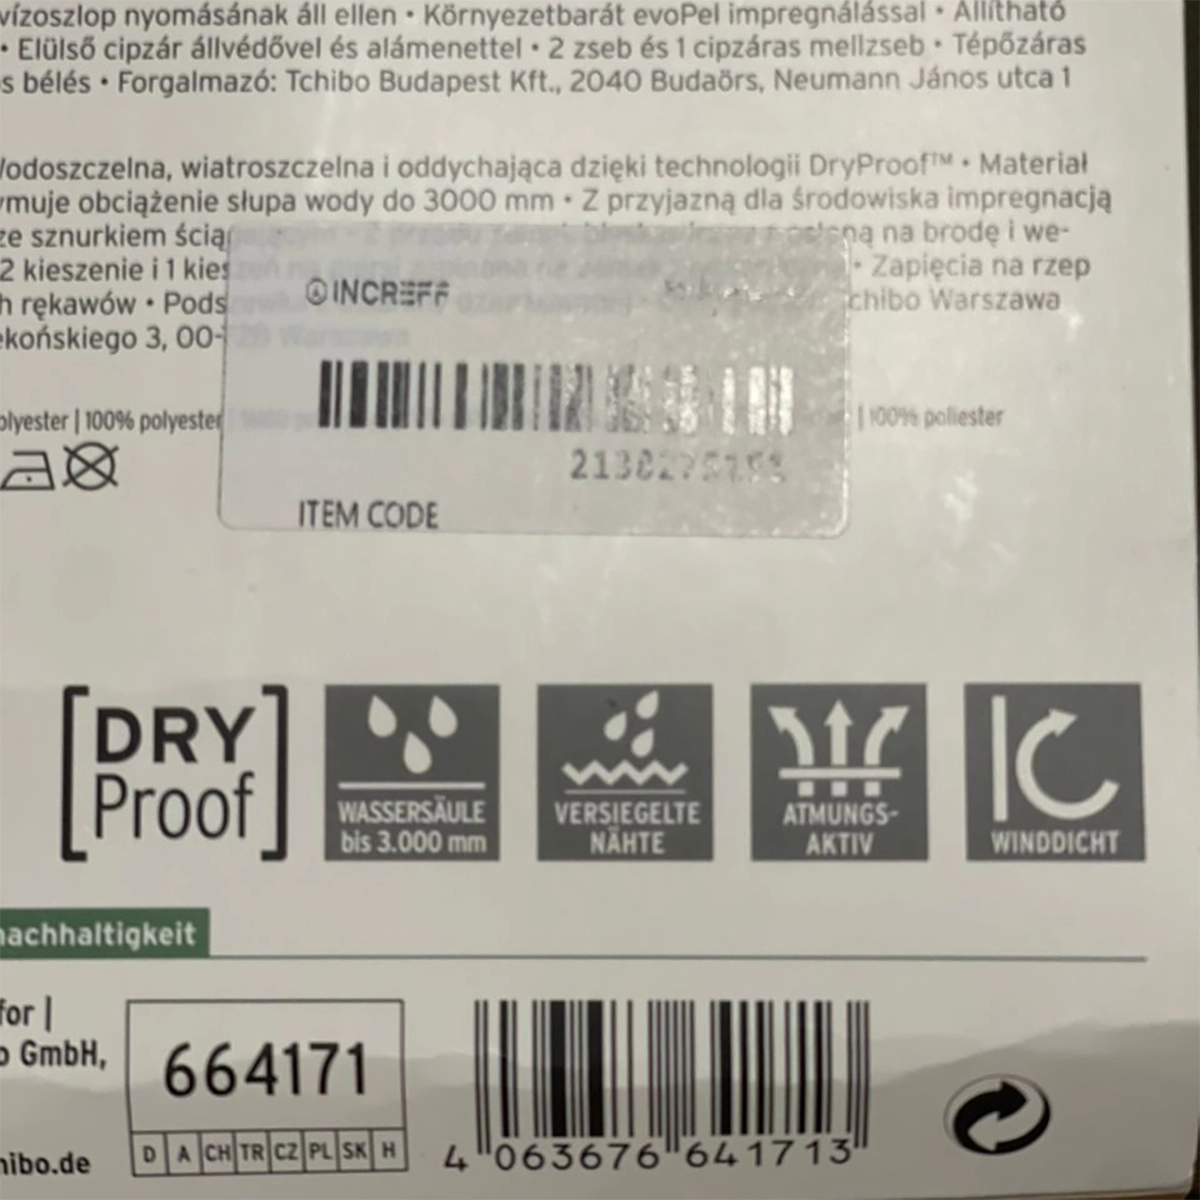 vízoszlop nyomásának áll ellen • Környezetbarát evoPel impregnálással • Állítható
• Elülső cipzár állvédővel és alámenettel • 2 zseb és 1 cipzáras mellzseb • Tépőzáras
s bélés • Forgalmazó: Tchibo Budapest Kft., 2040 Budaörs, Neumann János utca 1
Vodoszczelna, wiatroszczelna i oddychająca dzięki technologii DryProof™ • Materiał
ymuje obciążenie słupa wody do 3000 mm • Z przyjazną dla środowiska impregnacją
ze sznurkiem ściąg ną na brodę i we-
2 kieszenie i 1 kies • Zapięcia na rzep
h rękawów • Pods chibo Warszawa
końskiego 3, 00-
INCREFF
olyester | 100% polyester | 100% poliester
ITEM CODE
[DRY
Proof]
WASSERSÄULE
bis 3.000 mm
VERSIEGELTE
NÄHTE
ATMUNGS-
AKTIV
WINDDICHT
nachhaltigkeit
for |
o GmbH,
hibo.de
664171
D A CH TR CZ PL SK H
4 063676 641713